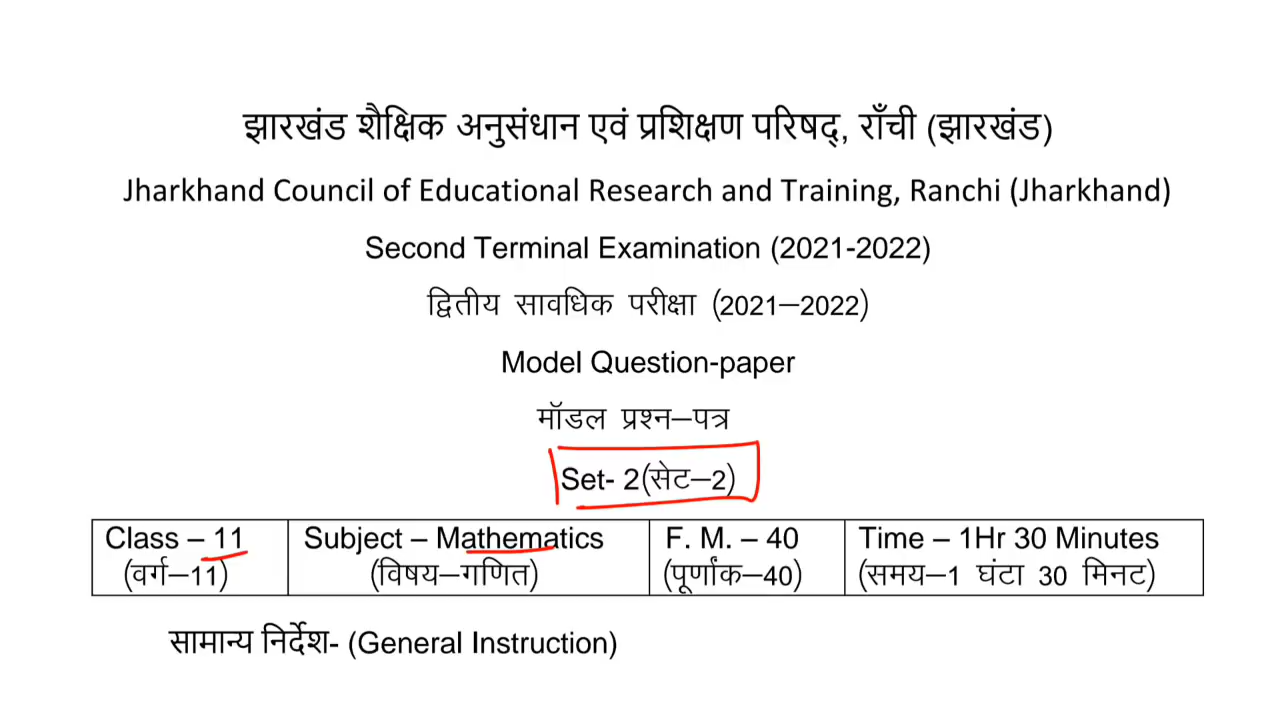 झारखंड शैक्षिक अनुसंधान एवं प्रशिक्षण परिषद्, राँची (झारखंड)
Jharkhand Council of Educational Research and Training, Ranchi (Jharkhand)
Second Terminal Examination (2021-2022)
द्वितीय सावधिक परीक्षा (2021–2022)
Model Question-paper
मॉडल प्रश्न–पत्र
Set- 2(सेट–2)
Class – 11 Subject – Mathematics F. M. – 40 Time – 1Hr 30 Minutes
(वर्ग–11) (विषय–गणित) (पूर्णांक–40) (समय–1 घंटा 30 मिनट)
सामान्य निर्देश- (General Instruction)